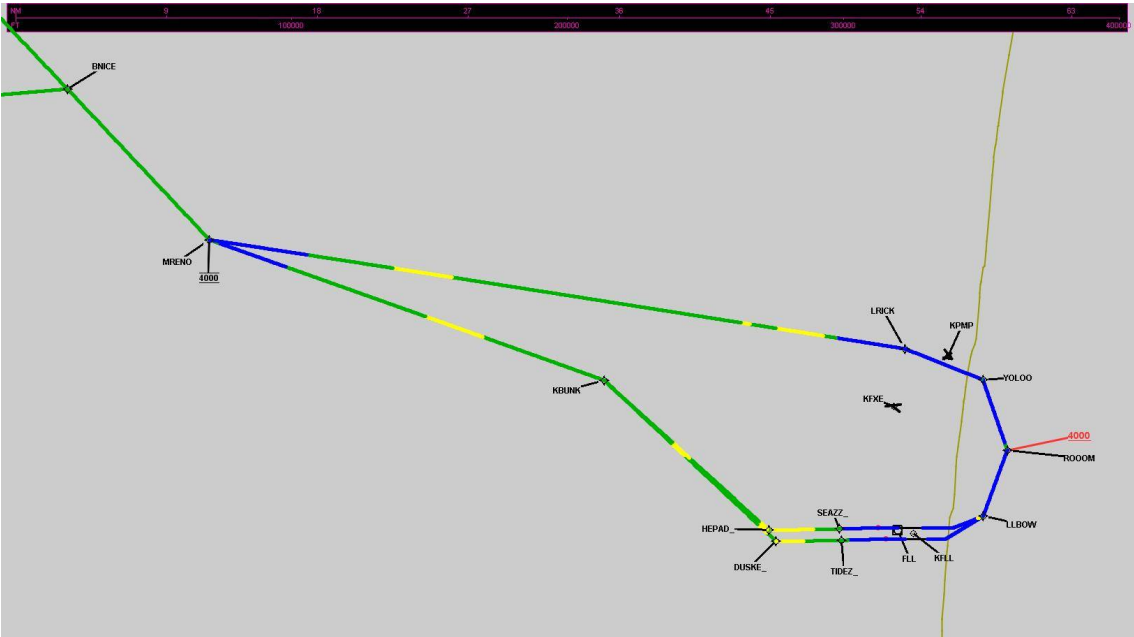 NM 9 18 27 36 45 54 63
FT 100000 200000 300000 400000
BNICE
MRENO
4000
LRICK
KPMP
YOLOO
KBUNK
KFXE
4000
ROOOM
SEAZZ_
HEPAD_
LLBOW
DUSKE_
TIDEZ_
FLL
KFLL